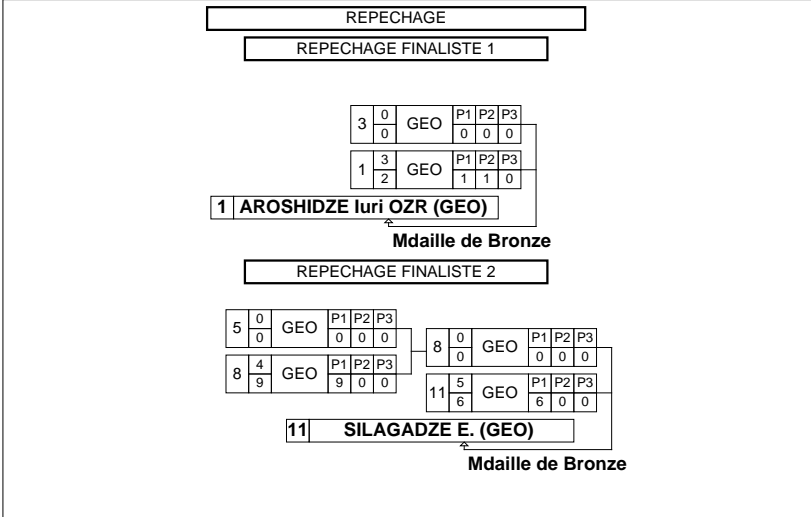 REPECHAGE
REPECHAGE FINALISTE 1
3 0 GEO P1 P2 P3
0 0 0 0
1 3 GEO P1 P2 P3
2 1 1 0
1 AROSHIDZE Iuri OZR (GEO)
Mdaille de Bronze
REPECHAGE FINALISTE 2
5 0 GEO P1 P2 P3
0 0 0 0
8 0 GEO P1 P2 P3
0 0 0 0
8 4 GEO P1 P2 P3
9 9 0 0
11 5 GEO P1 P2 P3
6 6 0 0
11 SILAGADZE E. (GEO)
Mdaille de Bronze